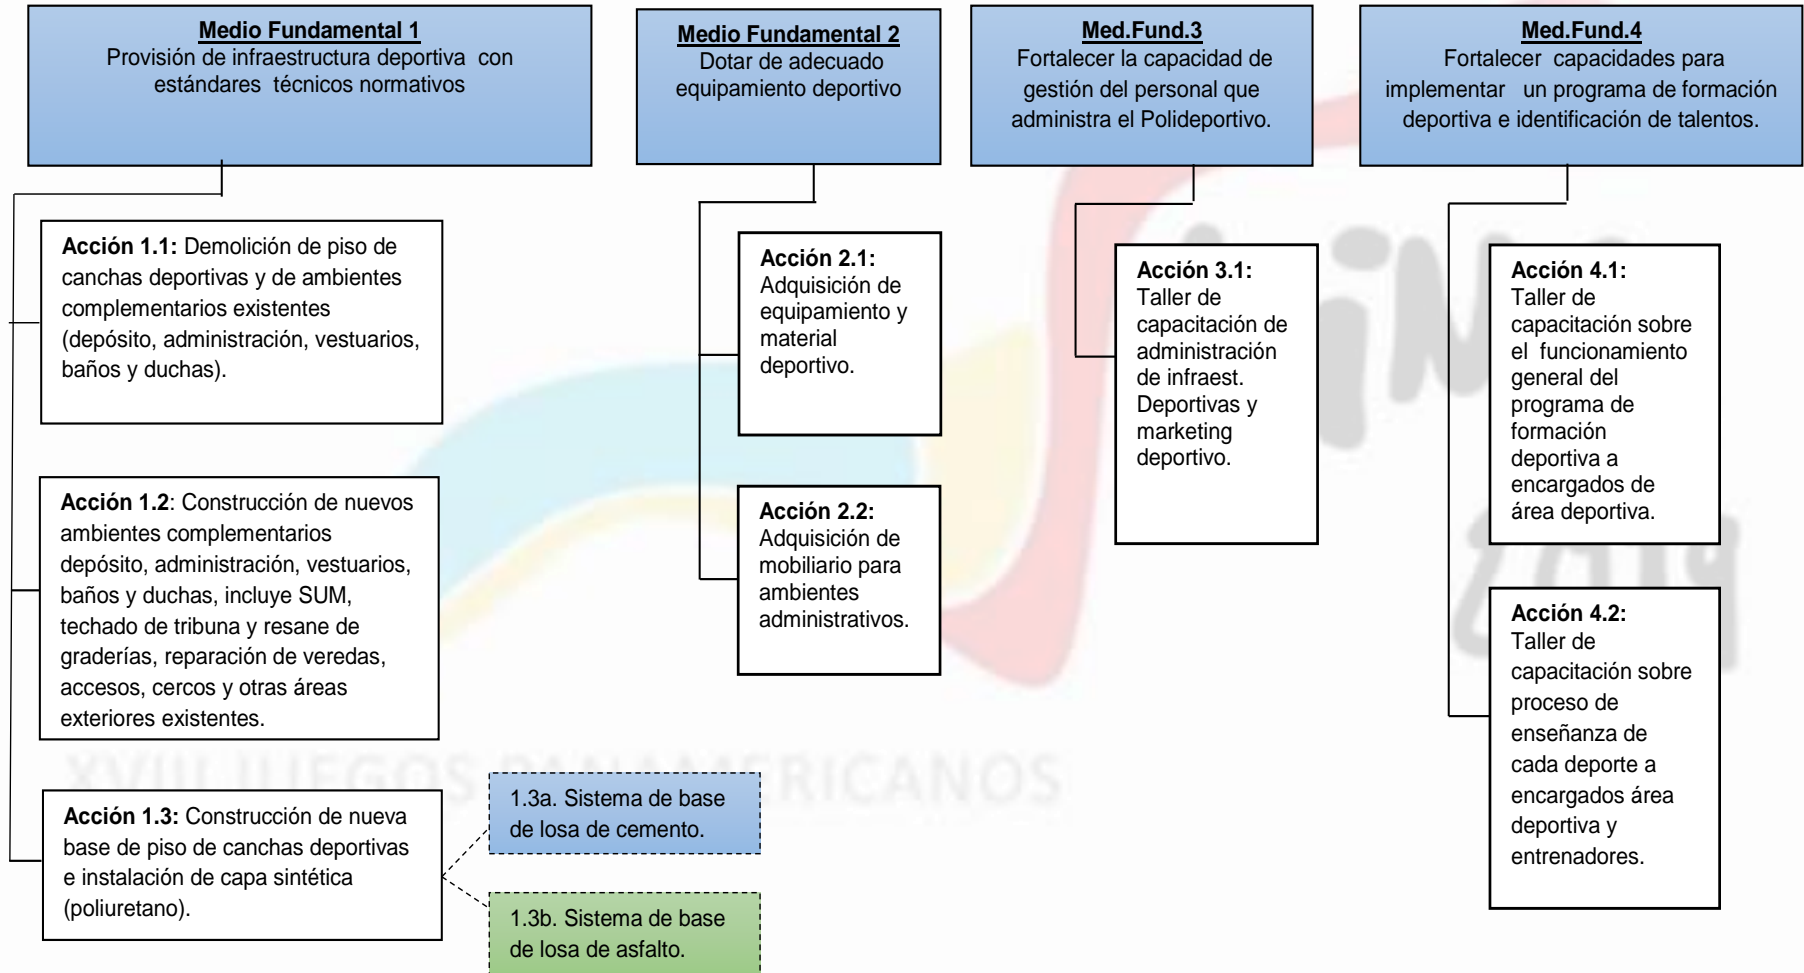 Medio Fundamental 1
Provisión de infraestructura deportiva con
estándares técnicos normativos
Acción 1.1: Demolición de piso de
canchas deportivas y de ambientes
complementarios existentes
(depósito, administración, vestuarios,
baños y duchas).
Acción 1.2: Construcción de nuevos
ambientes complementarios
depósito, administración, vestuarios,
baños y duchas, incluye SUM,
techado de tribuna y resane de
graderías, reparación de veredas,
accesos, cercos y otras áreas
exteriores existentes.
Acción 1.3: Construcción de nueva
base de piso de canchas deportivas
e instalación de capa sintética
(poliuretano).
1.3a. Sistema de base
de losa de cemento.
1.3b. Sistema de base
de losa de asfalto.
Medio Fundamental 2
Dotar de adecuado
equipamiento deportivo
Acción 2.1:
Adquisición de
equipamiento y
material
deportivo.
Acción 2.2:
Adquisición de
mobiliario para
ambientes
administrativos.
Med.Fund.3
Fortalecer la capacidad de
gestión del personal que
administra el Polideportivo.
Acción 3.1:
Taller de
capacitación de
administración
de infraest.
Deportivas y
marketing
deportivo.
Med.Fund.4
Fortalecer capacidades para
implementar un programa de formación
deportiva e identificación de talentos.
Acción 4.1:
Taller de
capacitación sobre
el funcionamiento
general del
programa de
formación
deportiva a
encargados de
área deportiva.
Acción 4.2:
Taller de
capacitación sobre
proceso de
enseñanza de
cada deporte a
encargados área
deportiva y
entrenadores.
XVIII JUEGOS PANAMERICANOS
2019